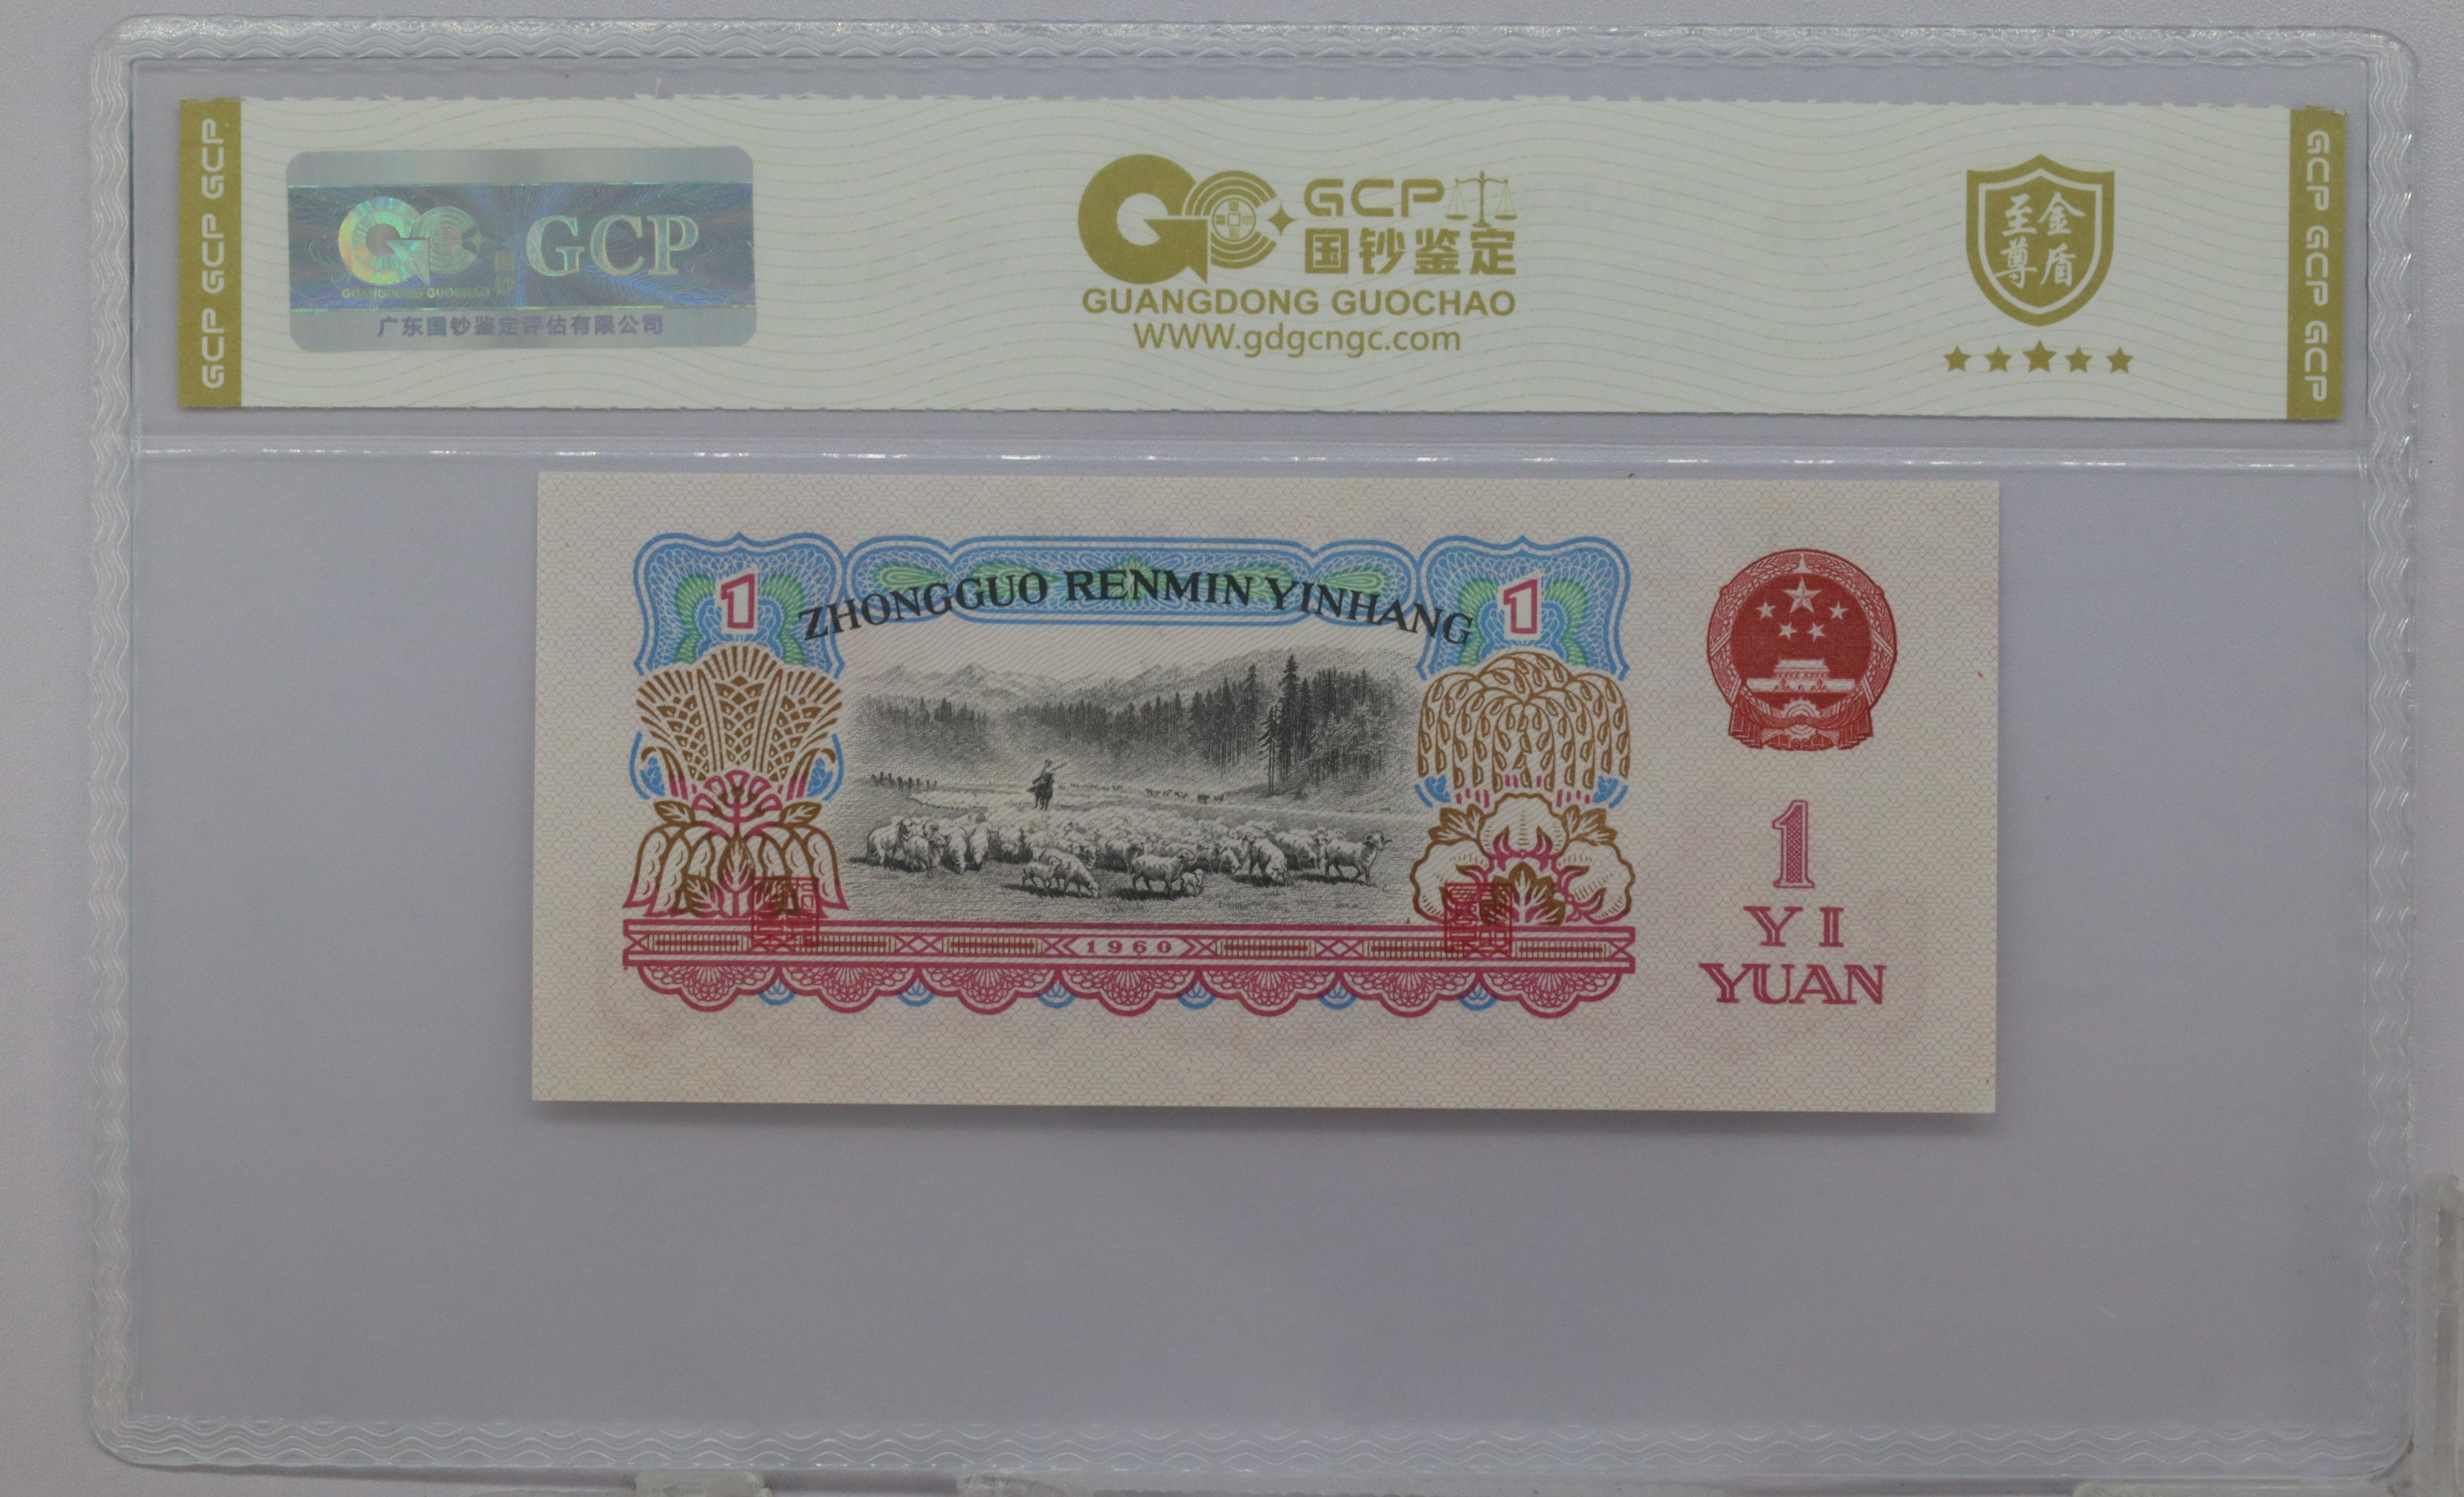 GCP GCP GCP
GCP
GUANGDONG GUOCHAO
国钞
广东国钞鉴定评估有限公司
GCP
国钞鉴定
GUANGDONG GUOCHAO
WWW.gdgcngc.com
至尊
金盾
GCP GCP GCP
1
ZHONGGUO RENMIN YINHANG
1
1960
1
YI
YUAN